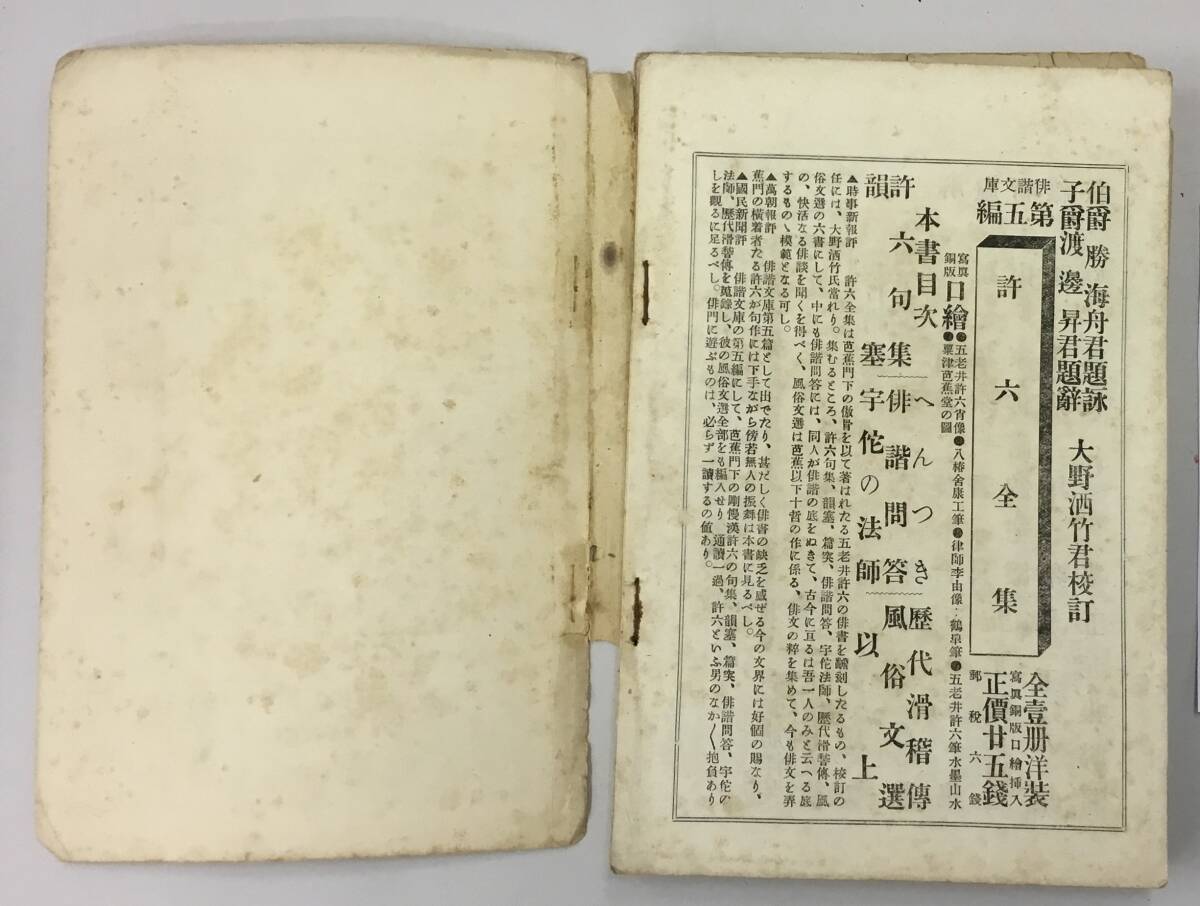 伯爵 勝 海舟君題詠
子爵渡 邊 昇君題辭
大野洒竹君校訂
俳諧文庫
第五編
許六全集
全壹册洋裝
寫眞銅版口繪挿入
正價廿五錢
郵税六錢
寫眞銅版口繪●五老井許六肖像●八椿舍康工筆●律師李由像:鶴阜筆●五老井許六筆水墨山水
●粟津芭蕉堂の圖
本書目次 へんつき 歷代滑稽傳
許六句集 俳諧問答 風俗文選
韻塞 宇佗の法師 以上
▲時事新報評 許六全集は芭蕉門下の倣骨を以て著はれたる五老井許六の俳書を飜刻したるもの、校訂の
任には、大野洒竹氏當れり。集むるところ、許六句集、韻塞、篇突、俳諧問答、宇佗法師、歷代滑稽傳、風
俗文選の六書にして、中にも俳諧問答には、同人が俳諧の底をぬきて、古今に亘るは吾一人のみと云へる底
の、快活なる俳談を聞くを得べく、風俗文選は芭蕉以下十哲の作に係る、俳文の粹を集めて、今も俳文を弄
するものゝ模範となる可し。
▲萬朝報評 俳諧文庫第五篇として出でたり、甚だしく俳書の缺乏を感ぜる今の文界には好個の賜なり、
蕉門の橫着者たる許六が句作には下手ながら傍若無人の振舞は本書に見るべし。
▲國民新聞評 俳諧文庫の第五編にして、芭蕉門下の剛慢漢許六の句集、韻塞、篇突、俳諧問答、宇佗の
法師、歷代滑稽傳を蒐錄し、彼の風俗文選全部をも編入せり、通讀一過、許六といふ男のなか〱抱負あり
しを觀るに足るべし。俳門に遊ぶものは、必らず一讀するの値あり。